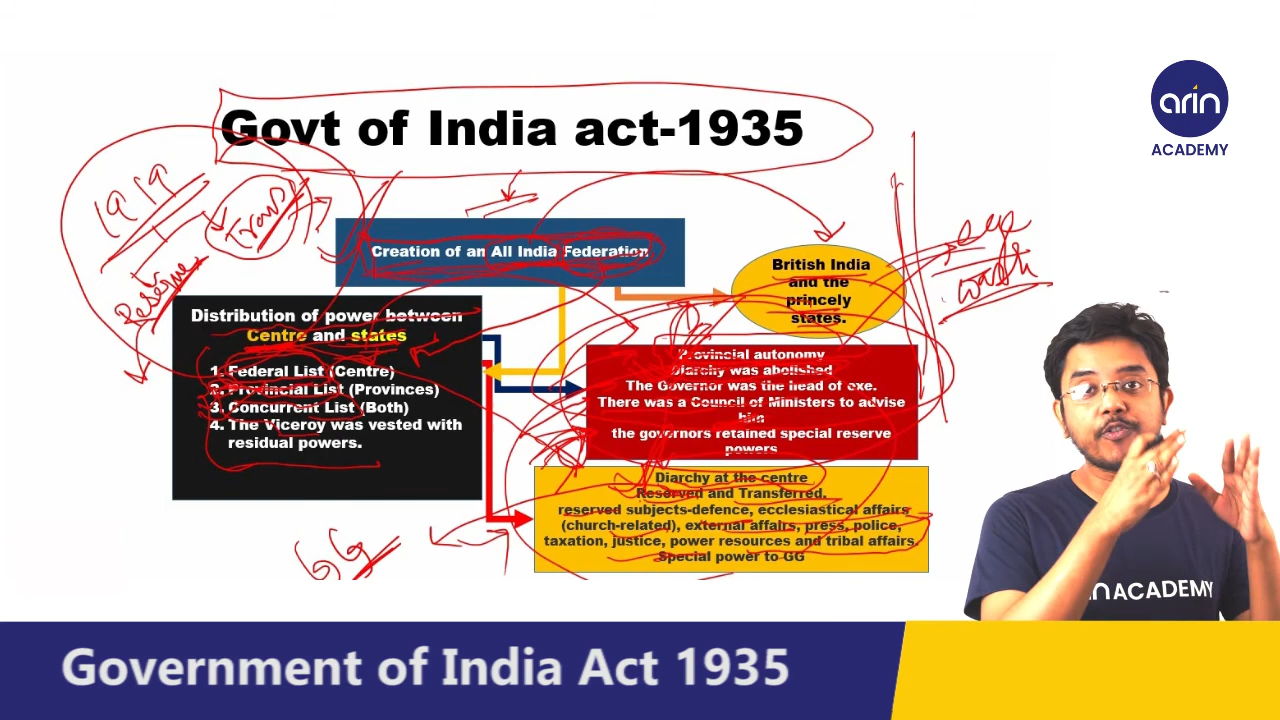 Govt of India act-1935
arin
ACADEMY
1919
Trans
Reserve
Creation of an All India Federation
British India
and the
princely
states.
Distribution of power between
Centre and states
1. Federal List (Centre)
2. Provincial List (Provinces)
3. Concurrent List (Both)
4. The Viceroy was vested with
residual powers.
Provincial autonomy
Diarchy was abolished
The Governor was the head of exe.
There was a Council of Ministers to advise
him
the governors retained special reserve
powers
Diarchy at the centre
Reserved and Transferred.
reserved subjects-defence, ecclesiastical affairs
(church-related), external affairs, press, police,
taxation, justice, power resources and tribal affairs.
Special power to GG
GG
ACADEMY
Government of India Act 1935